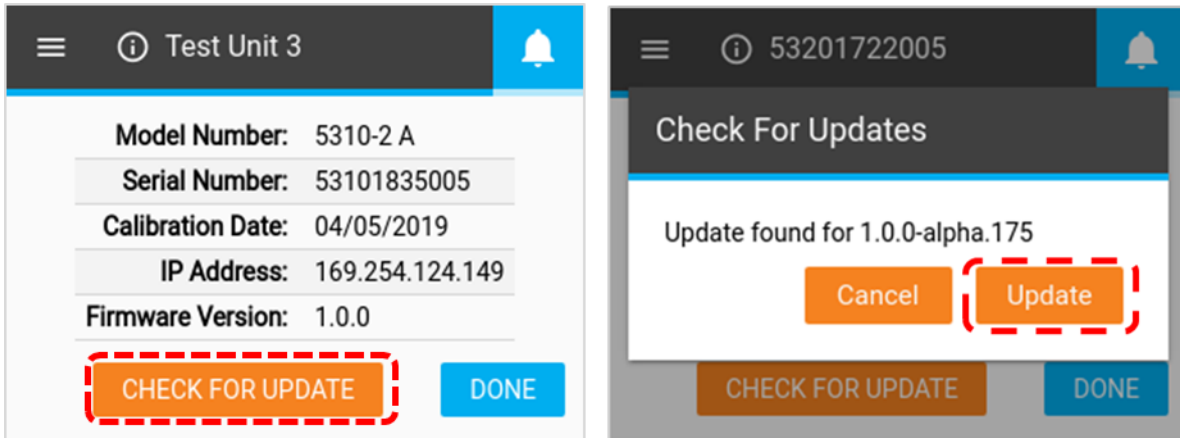 Test Unit 3
Model Number: 5310-2 A
Serial Number: 53101835005
Calibration Date: 04/05/2019
IP Address: 169.254.124.149
Firmware Version: 1.0.0
CHECK FOR UPDATE DONE
53201722005
Check For Updates
Update found for 1.0.0-alpha.175
Cancel Update
CHECK FOR UPDATE DONE